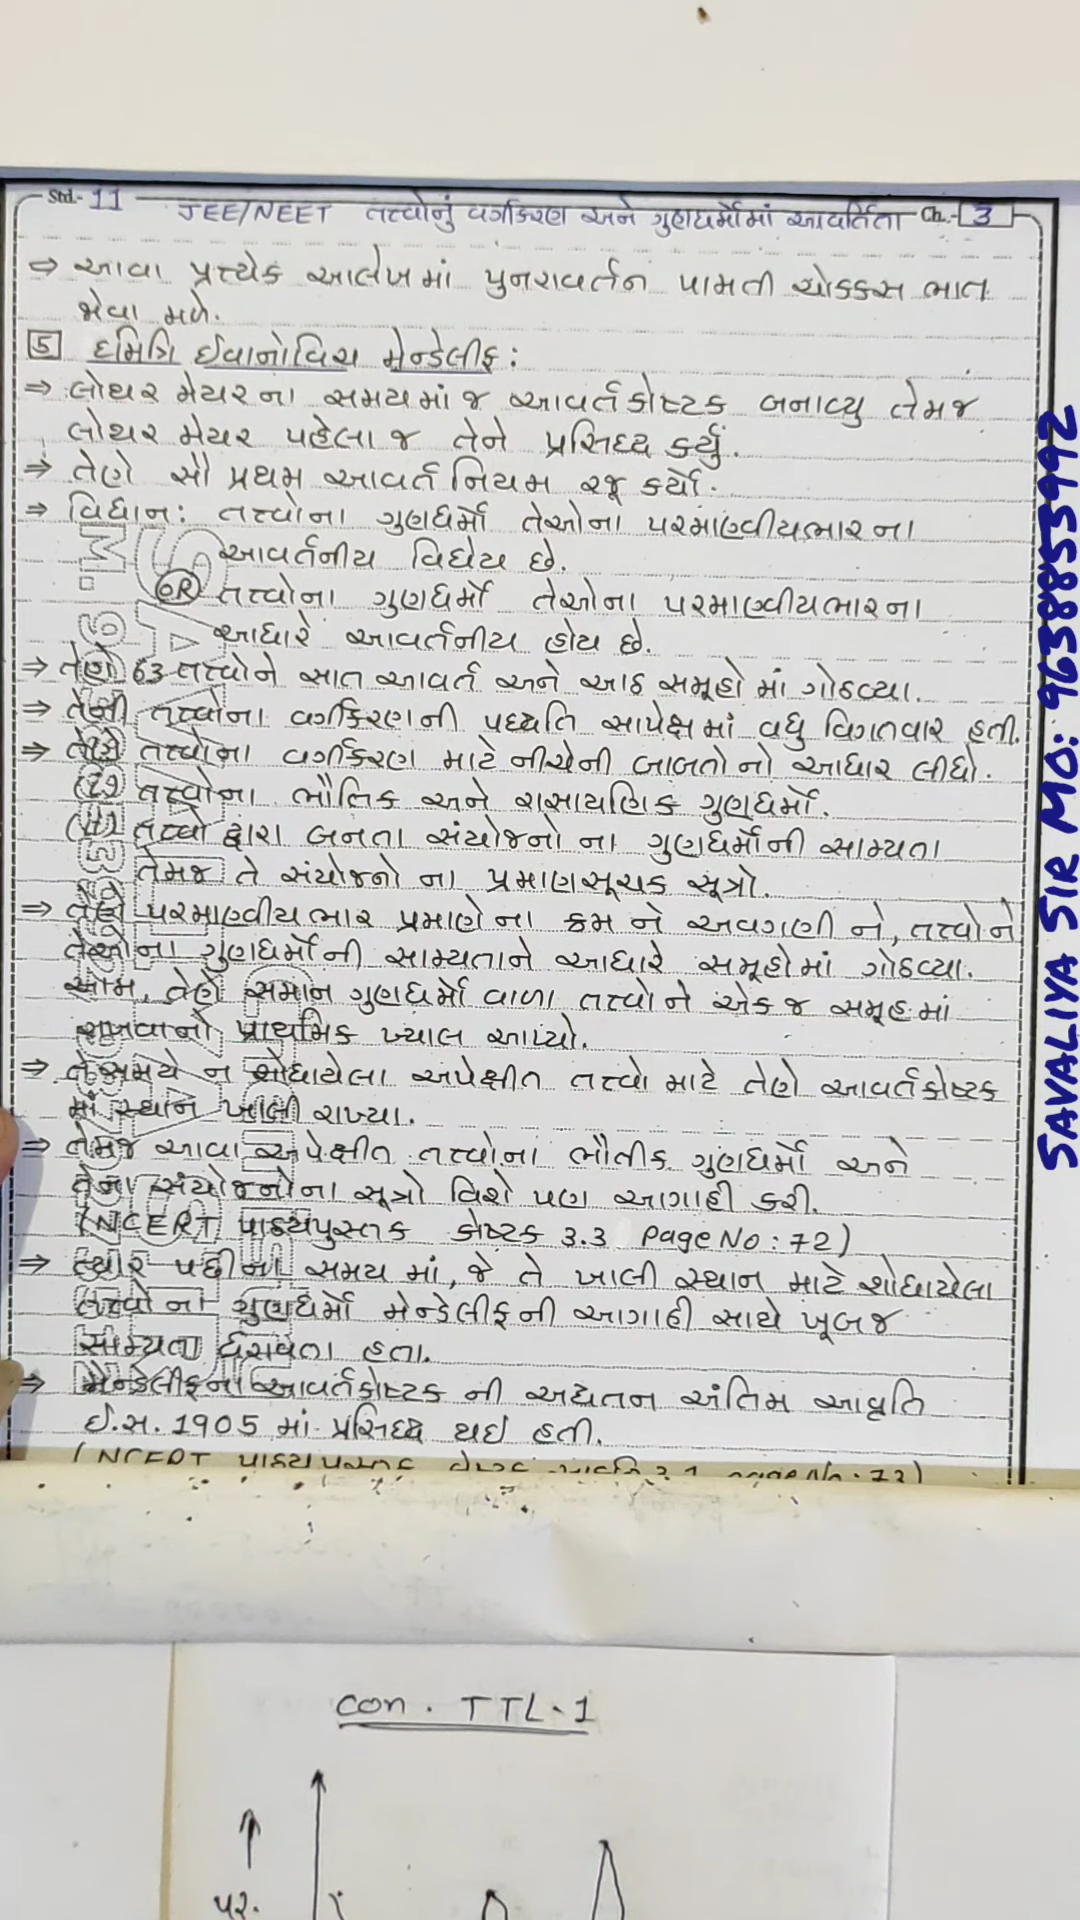 Std.- 11 JEE/NEET તત્ત્વોનું વર્ગીકરણ અને ગુણધર્મોમાં આવર્તિતા Ch.- 3
⇒ આવા પ્રત્યેક આલેખમાં પુનરાવર્તન પામતી ચોક્કસ ભાત
જોવા મળે.
5 દમિત્રિ ઈવાનોવિચ મેન્ડેલીફ :
⇒ લોથર મેયરના સમયમાં જ આવર્તકોષ્ટક બનાવ્યુ તેમજ
લોથર મેયર પહેલા જ તેને પ્રસિધ્ધ કર્યું.
⇒ તેણે સૌ પ્રથમ આવર્ત નિયમ રજૂ કર્યો.
⇒ વિધાન: તત્ત્વોના ગુણધર્મો તેઓના પરમાણ્વીયભારના
આવર્તનીય વિધેય છે.
OR તત્ત્વોના ગુણધર્મો તેઓના પરમાણ્વીયભારના
આધારે આવર્તનીય હોય છે.
⇒ તેણે 63 તત્ત્વોને સાત આવર્ત અને આઠ સમૂહો માં ગોઠવ્યા.
⇒ તેની તત્ત્વોના વર્ગીકરણની પધ્ધતિ સાપેક્ષમાં વધુ વિગતવાર હતી.
⇒ તેણે તત્ત્વોના વર્ગીકરણ માટે નીચેની બાબતો નો આધાર લીધો.
તત્ત્વોના ભૌતિક અને રાસાયણિક ગુણધર્મો.
તત્ત્વો દ્વારા બનતા સંયોજનો ના ગુણધર્મોની સામ્યતા
તેમજ તે સંયોજનો ના પ્રમાણસૂચક સૂત્રો.
⇒ તેણે પરમાણ્વીયભાર પ્રમાણેના ક્રમ ને અવગણી ને, તત્ત્વોને
તેઓના ગુણધર્મોની સામ્યતાને આધારે સમૂહોમાં ગોઠવ્યા.
આમ, તેણે સમાન ગુણધર્મો વાળા તત્ત્વોને એક જ સમૂહમાં
રાખવાનો પ્રાથમિક ખ્યાલ આપ્યો.
⇒ તે સમયે ન શોધાયેલા અપેક્ષીત તત્ત્વો માટે તેણે આવર્તકોષ્ટક
માં સ્થાન ખાલી રાખ્યા.
⇒ તેમજ આવા અપેક્ષીત તત્ત્વોના ભૌતીક ગુણધર્મો અને
તેના સંયોજનોના સૂત્રો વિશે પણ આગાહી કરી.
(NCERT પાઠ્યપુસ્તક કોષ્ટક 3.3 Page No : 72)
⇒ ત્યાર પછીના સમય માં, જે તે ખાલી સ્થાન માટે શોધાયેલા
તત્ત્વોના ગુણધર્મો મેન્ડેલીફની આગાહી સાથે ખૂબજ
સામ્યતા ધરાવતા હતા.
⇒ મેન્ડેલીફના આવર્તકોષ્ટક ની અદ્યતન અંતિમ આવૃતિ
ઈ.સ. 1905 માં પ્રસિધ્ધ થઈ હતી.
(NCERT
SAVALIYA SIR MO: 9638853992
con. TTL-1
પર.